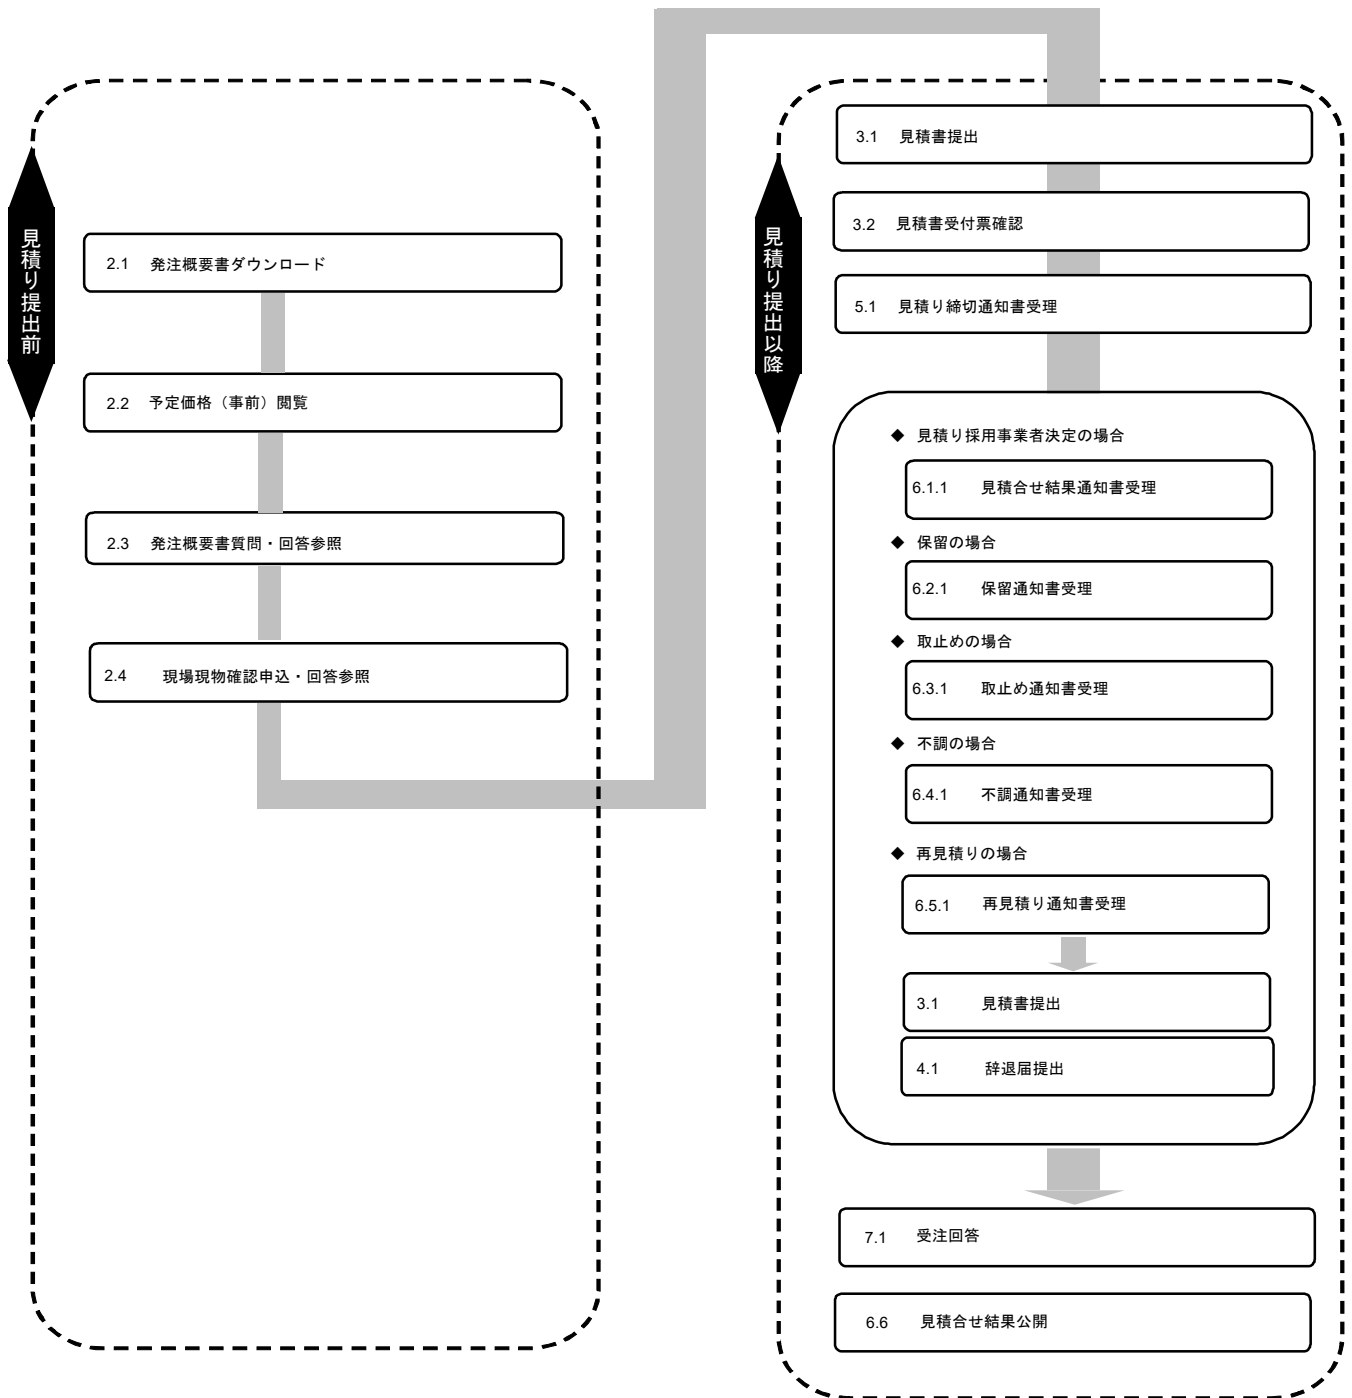 見積り提出前
2.1 発注概要書ダウンロード
2.2 予定価格（事前）閲覧
2.3 発注概要書質問・回答参照
2.4 現場現物確認申込・回答参照
見積り提出以降
3.1 見積書提出
3.2 見積書受付票確認
5.1 見積り締切通知書受理
◆ 見積り採用事業者決定の場合
6.1.1 見積合せ結果通知書受理
◆ 保留の場合
6.2.1 保留通知書受理
◆ 取止めの場合
6.3.1 取止め通知書受理
◆ 不調の場合
6.4.1 不調通知書受理
◆ 再見積りの場合
6.5.1 再見積り通知書受理
3.1 見積書提出
4.1 辞退届提出
7.1 受注回答
6.6 見積合せ結果公開